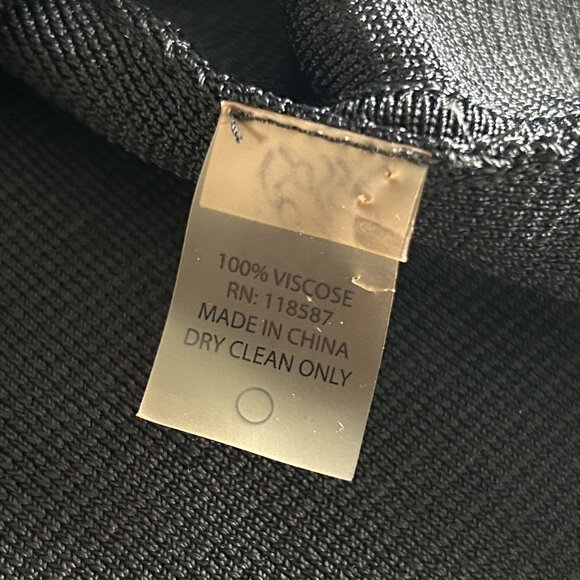 100% VISCOSE
RN: 118587
MADE IN CHINA
DRY CLEAN ONLY